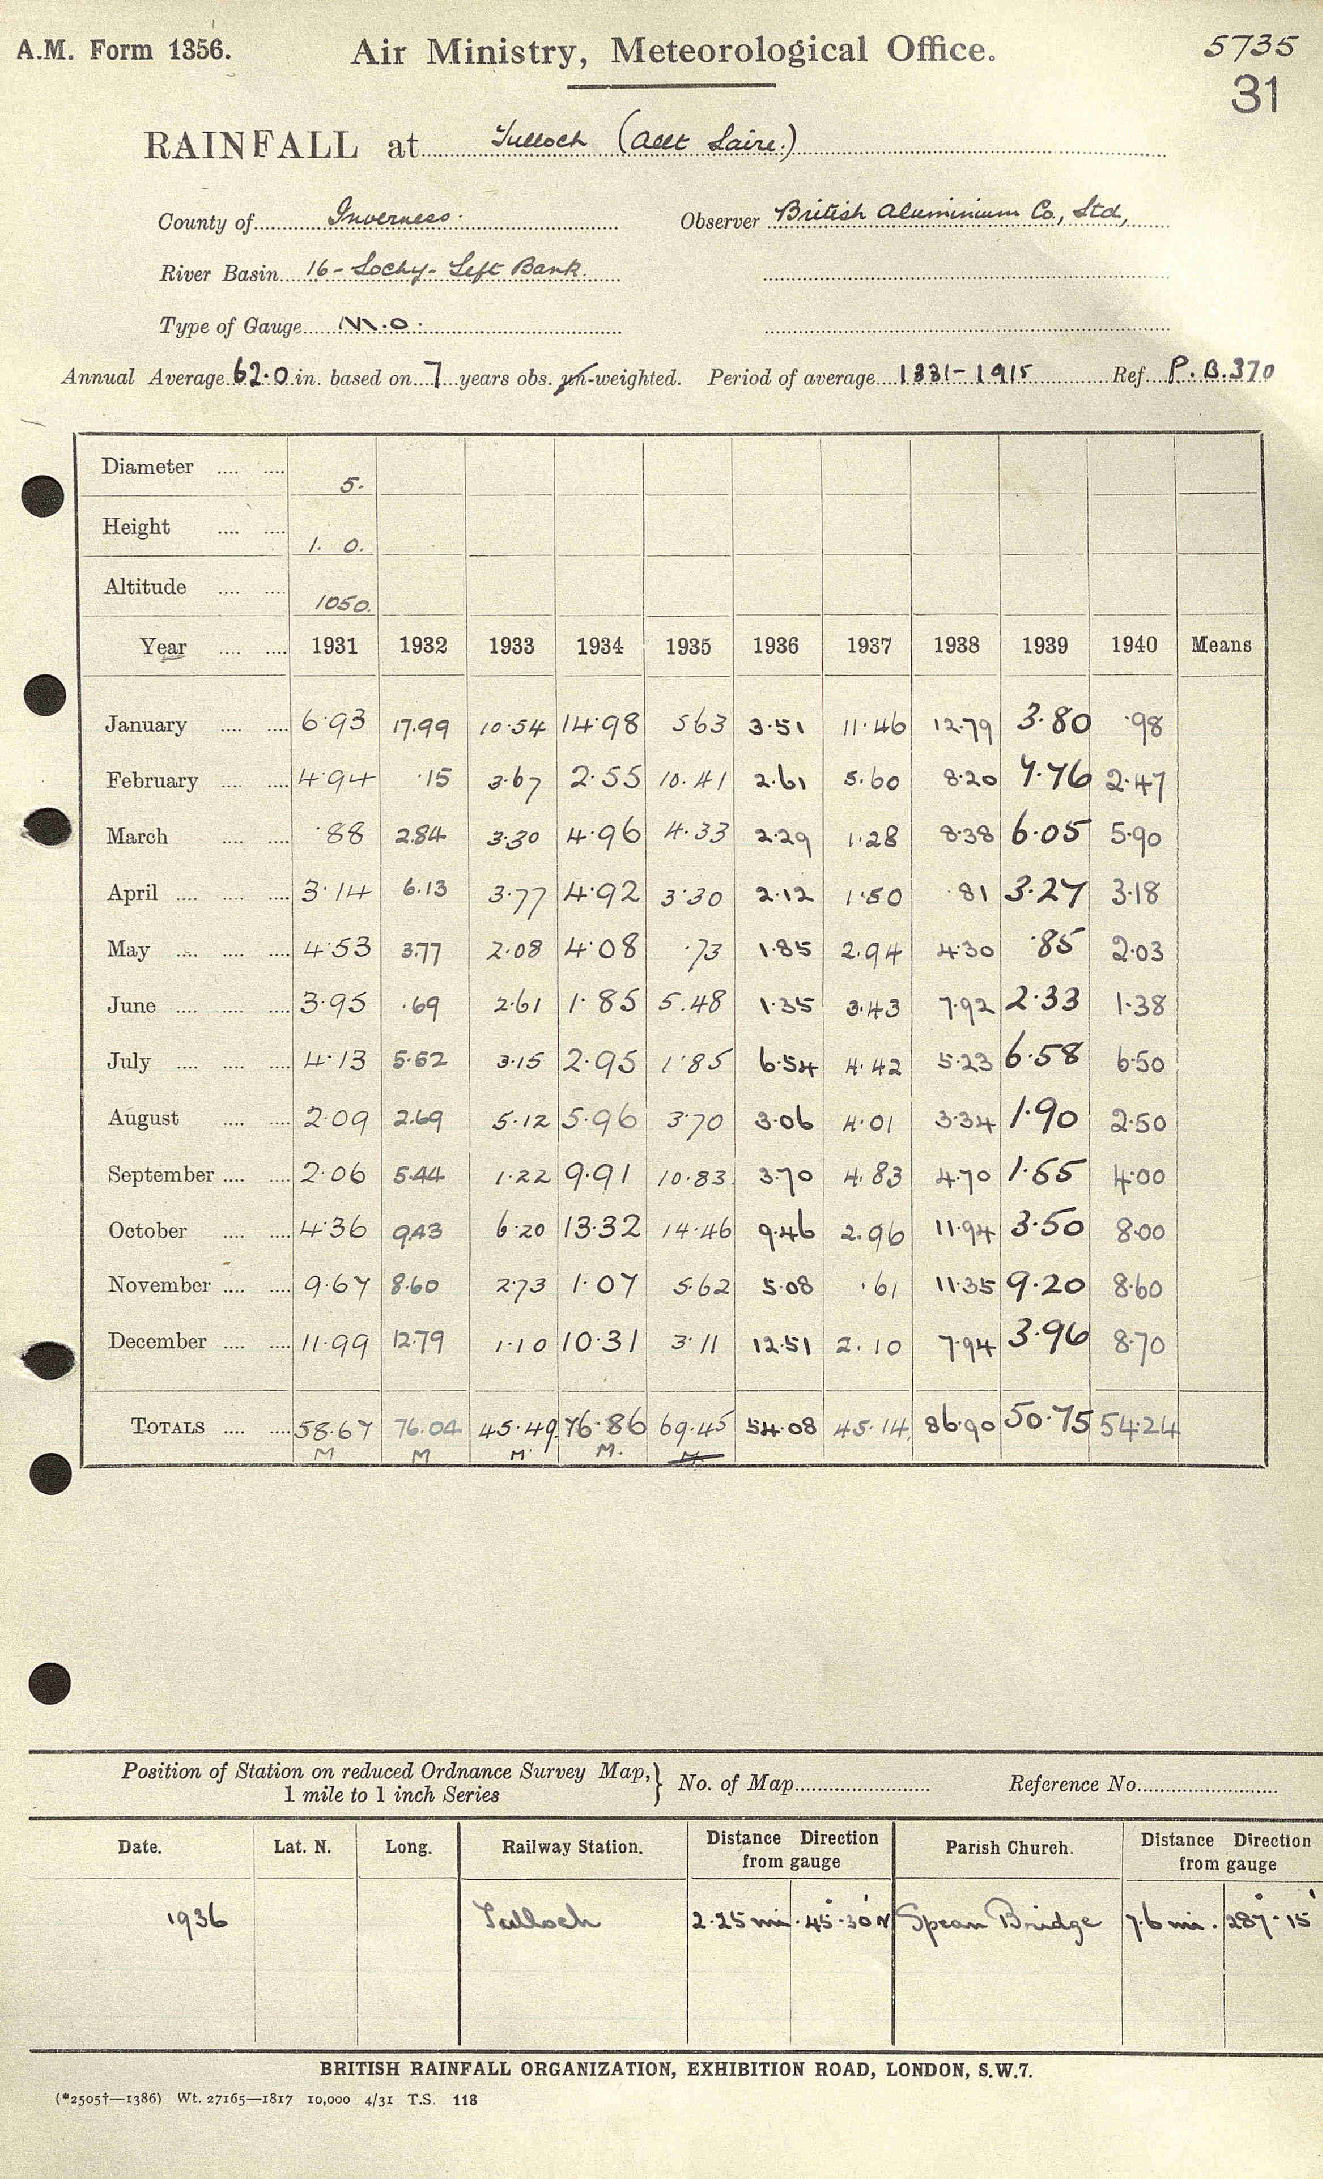 A.M. Form 1356. Air Ministry, Meteorological Office. 5735
31
RAINFALL at Tulloch (Allt Laire.)
County of Inverness. Observer British Aluminium Co., Ltd,
River Basin 16 - Lochy - Left Bank
Type of Gauge M.O.
Annual Average 62.0 in. based on 7 years obs. un-weighted. Period of average 1881-1915 Ref. P.B.370
Diameter 5.
Height 1. 0.
Altitude 1050.
Year 1931 1932 1933 1934 1935 1936 1937 1938 1939 1940 Means
January 6.93 17.99 10.54 14.98 5.63 3.51 11.46 12.79 3.80 .98
February 4.94 .15 3.67 2.55 10.41 2.61 5.60 8.20 7.76 2.47
March .88 2.84 3.30 4.96 4.33 2.29 1.28 8.38 6.05 5.90
April 3.14 6.13 3.77 4.92 3.30 2.12 1.50 .81 3.27 3.18
May 4.53 3.77 2.08 4.08 .73 1.85 2.94 4.30 .85 2.03
June 3.95 .69 2.61 1.85 5.48 1.35 3.43 7.92 2.33 1.38
July 4.13 5.52 3.15 2.95 1.85 6.54 4.42 5.23 6.58 6.50
August 2.09 2.69 5.12 5.96 3.70 3.06 4.01 3.34 1.90 2.50
September 2.06 5.44 1.22 9.91 10.83 3.70 4.83 4.70 1.55 4.00
October 4.36 9.43 6.20 13.32 14.46 9.46 2.96 11.94 3.50 8.00
November 9.67 8.60 2.73 1.07 5.62 5.08 .61 11.35 9.20 8.60
December 11.99 12.79 1.10 10.31 3.11 12.51 2.10 7.94 3.96 8.70
TOTALS 58.67 76.04 45.49 76.86 69.45 54.08 45.14 86.90 50.75 54.24
M M M. M. M.
Position of Station on reduced Ordnance Survey Map, 1 mile to 1 inch Series } No. of Map Reference No.
Date. Lat. N. Long. Railway Station. Distance Direction from gauge Parish Church. Distance Direction from gauge
1936 Tulloch 2.25 mi. 45°-30' N Spean Bridge 7.6 mi. 287°-15'
BRITISH RAINFALL ORGANIZATION, EXHIBITION ROAD, LONDON, S.W.7.
(*2505†—1386) Wt. 27165—1817 10,000 4/31 T.S. 118